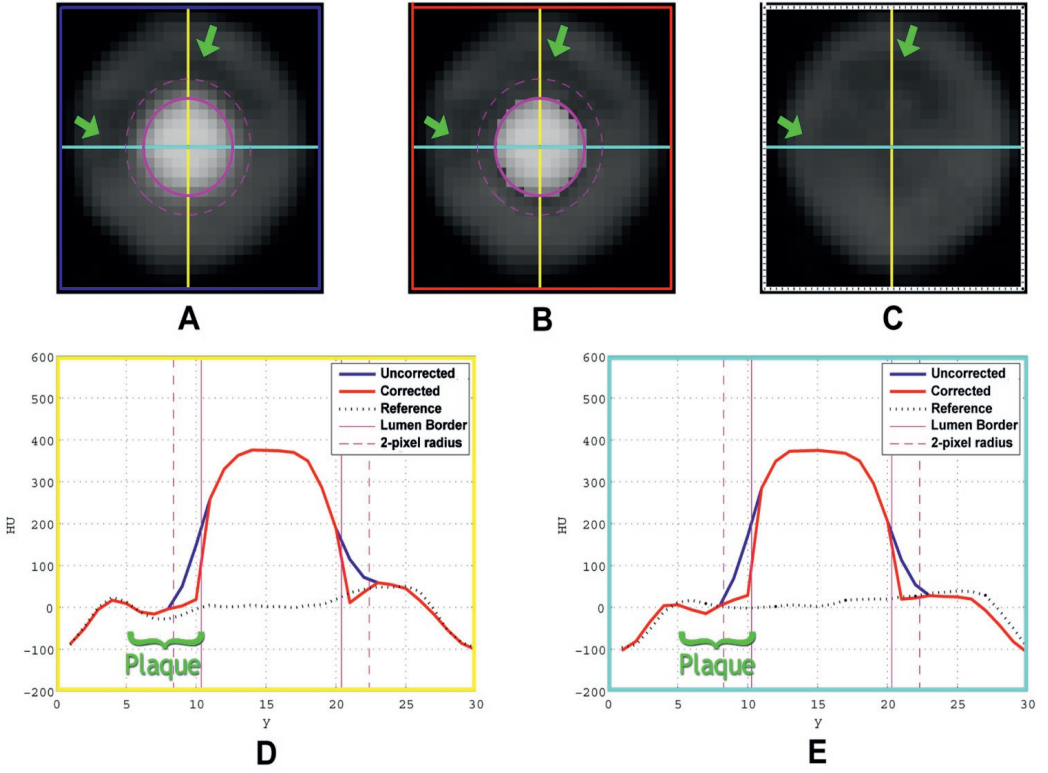 A
B
C
600
500
400
300
200
100
0
-100
-200
HU
Uncorrected
Corrected
Reference
Lumen Border
2-pixel radius
Plaque
0 5 10 15 20 25 30
y
D
600
500
400
300
200
100
0
-100
-200
HU
Uncorrected
Corrected
Reference
Lumen Border
2-pixel radius
Plaque
0 5 10 15 20 25 30
y
E